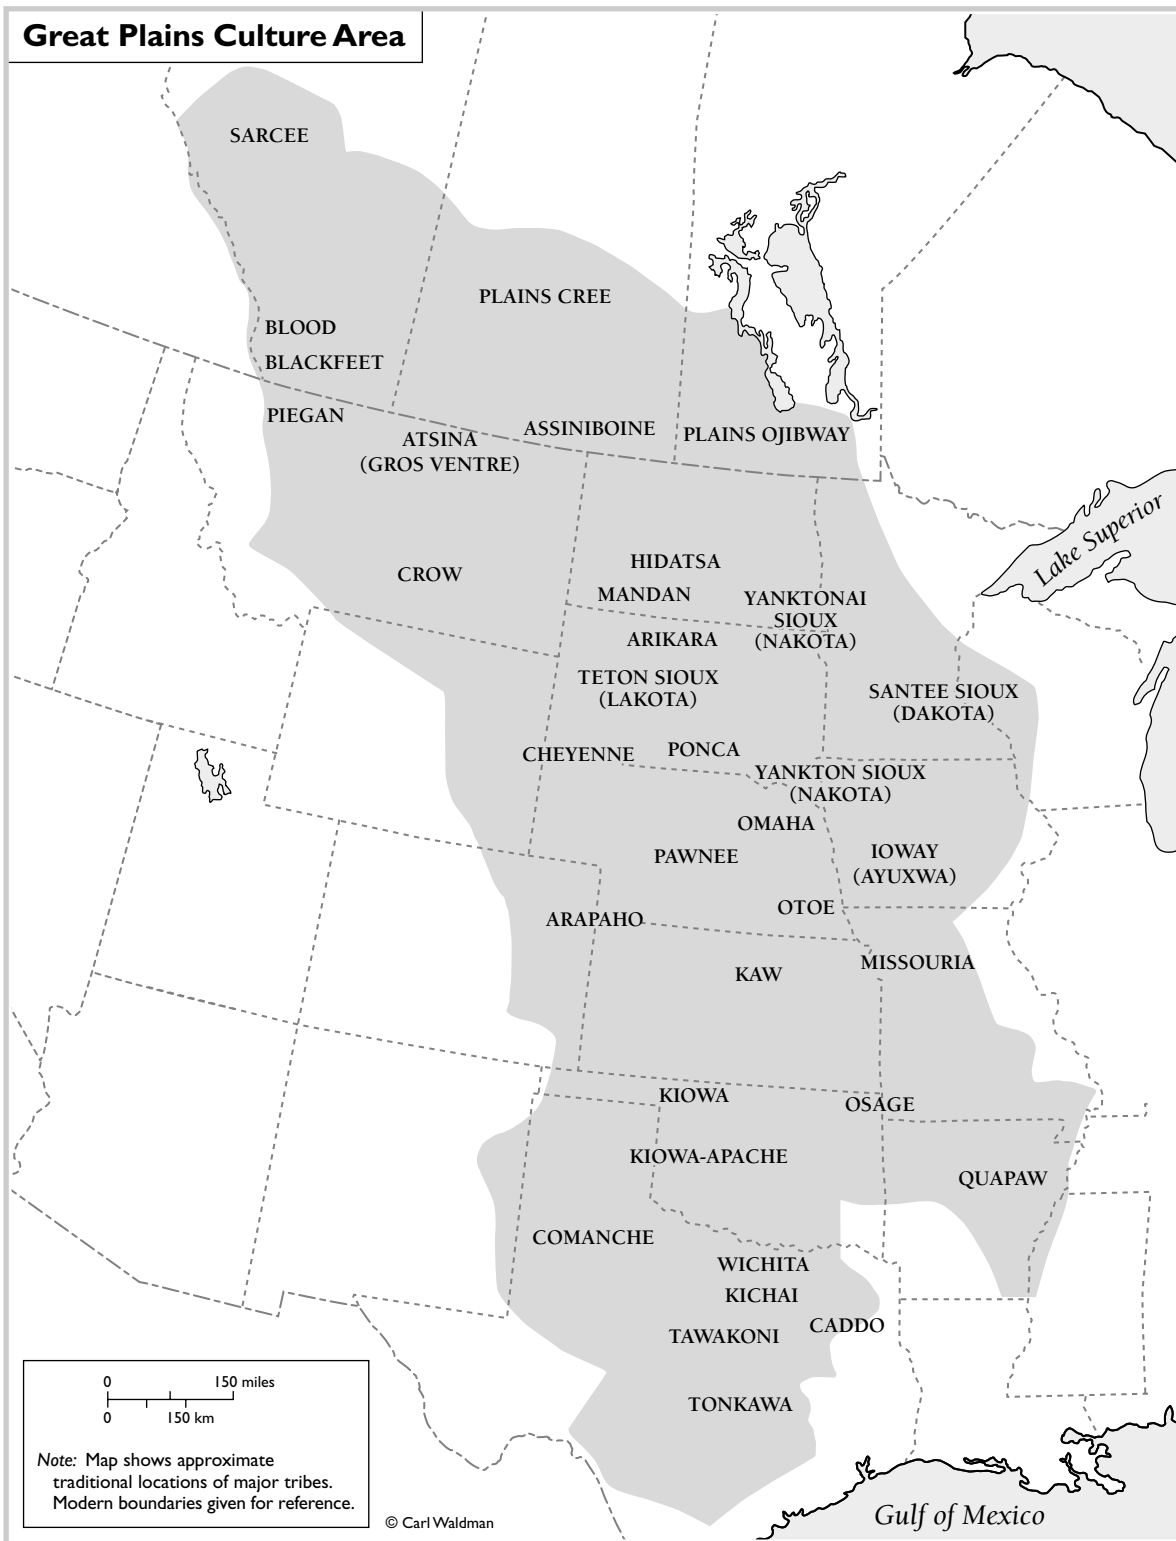 Great Plains Culture Area
SARCEE
PLAINS CREE
BLOOD
BLACKFEET
PIEGAN
ATSINA
(GROS VENTRE)
ASSINIBOINE
PLAINS OJIBWAY
Lake Superior
CROW
HIDATSA
MANDAN
YANKTONAI
SIOUX
(NAKOTA)
ARIKARA
TETON SIOUX
(LAKOTA)
SANTEE SIOUX
(DAKOTA)
CHEYENNE
PONCA
YANKTON SIOUX
(NAKOTA)
OMAHA
PAWNEE
IOWAY
(AYUXWA)
OTOE
ARAPAHO
MISSOURIA
KAW
KIOWA
OSAGE
KIOWA-APACHE
QUAPAW
COMANCHE
WICHITA
KICHAI
CADDO
TAWAKONI
TONKAWA
0 150 miles
0 150 km
Note: Map shows approximate
traditional locations of major tribes.
Modern boundaries given for reference.
© Carl Waldman
Gulf of Mexico